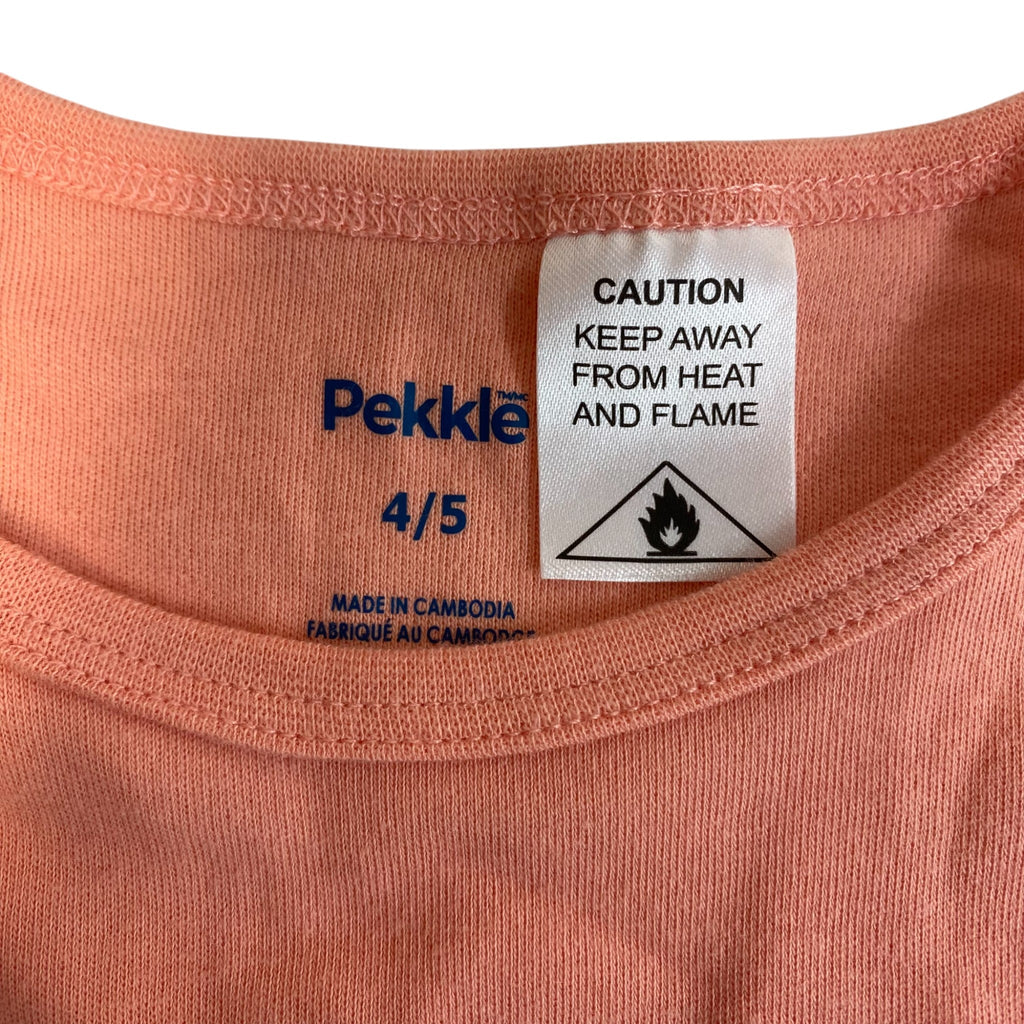 Pekkle
4/5
MADE IN CAMBODIA
FABRIQUÉ AU CAMBODGE
CAUTION
KEEP AWAY
FROM HEAT
AND FLAME